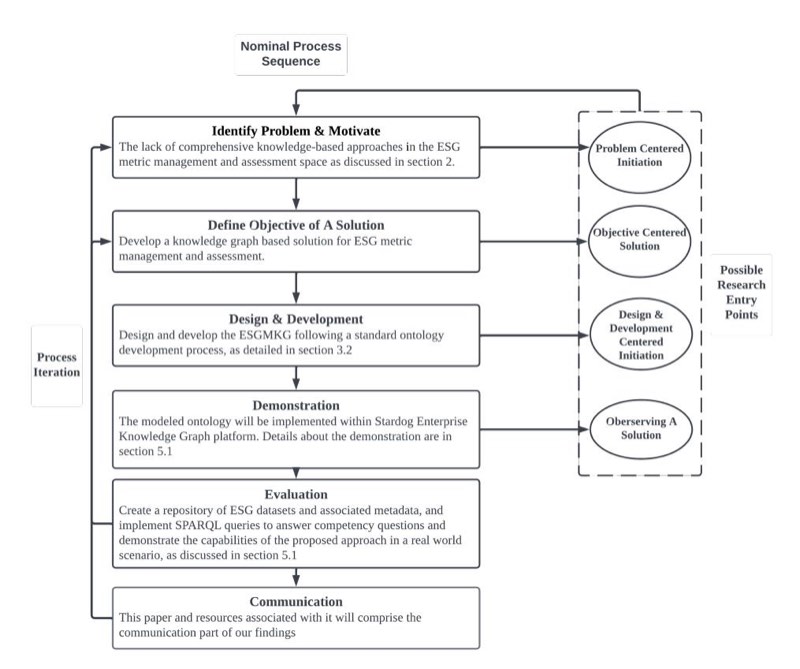 Nominal Process
Sequence
Identify Problem & Motivate
The lack of comprehensive knowledge-based approaches in the ESG
metric management and assessment space as discussed in section 2.
Problem Centered
Initiation
Define Objective of A Solution
Develop a knowledge graph based solution for ESG metric
management and assessment.
Objective Centered
Solution
Possible
Research
Entry
Points
Design & Development
Design and develop the ESGMKG following a standard ontology
development process, as detailed in section 3.2
Design &
Development
Centered
Initiation
Process
Iteration
Demonstration
The modeled ontology will be implemented within Stardog Enterprise
Knowledge Graph platform. Details about the demonstration are in
section 5.1
Oberserving A
Solution
Evaluation
Create a repository of ESG datasets and associated metadata, and
implement SPARQL queries to answer competency questions and
demonstrate the capabilities of the proposed approach in a real world
scenario, as discussed in section 5.1
Communication
This paper and resources associated with it will comprise the
communication part of our findings